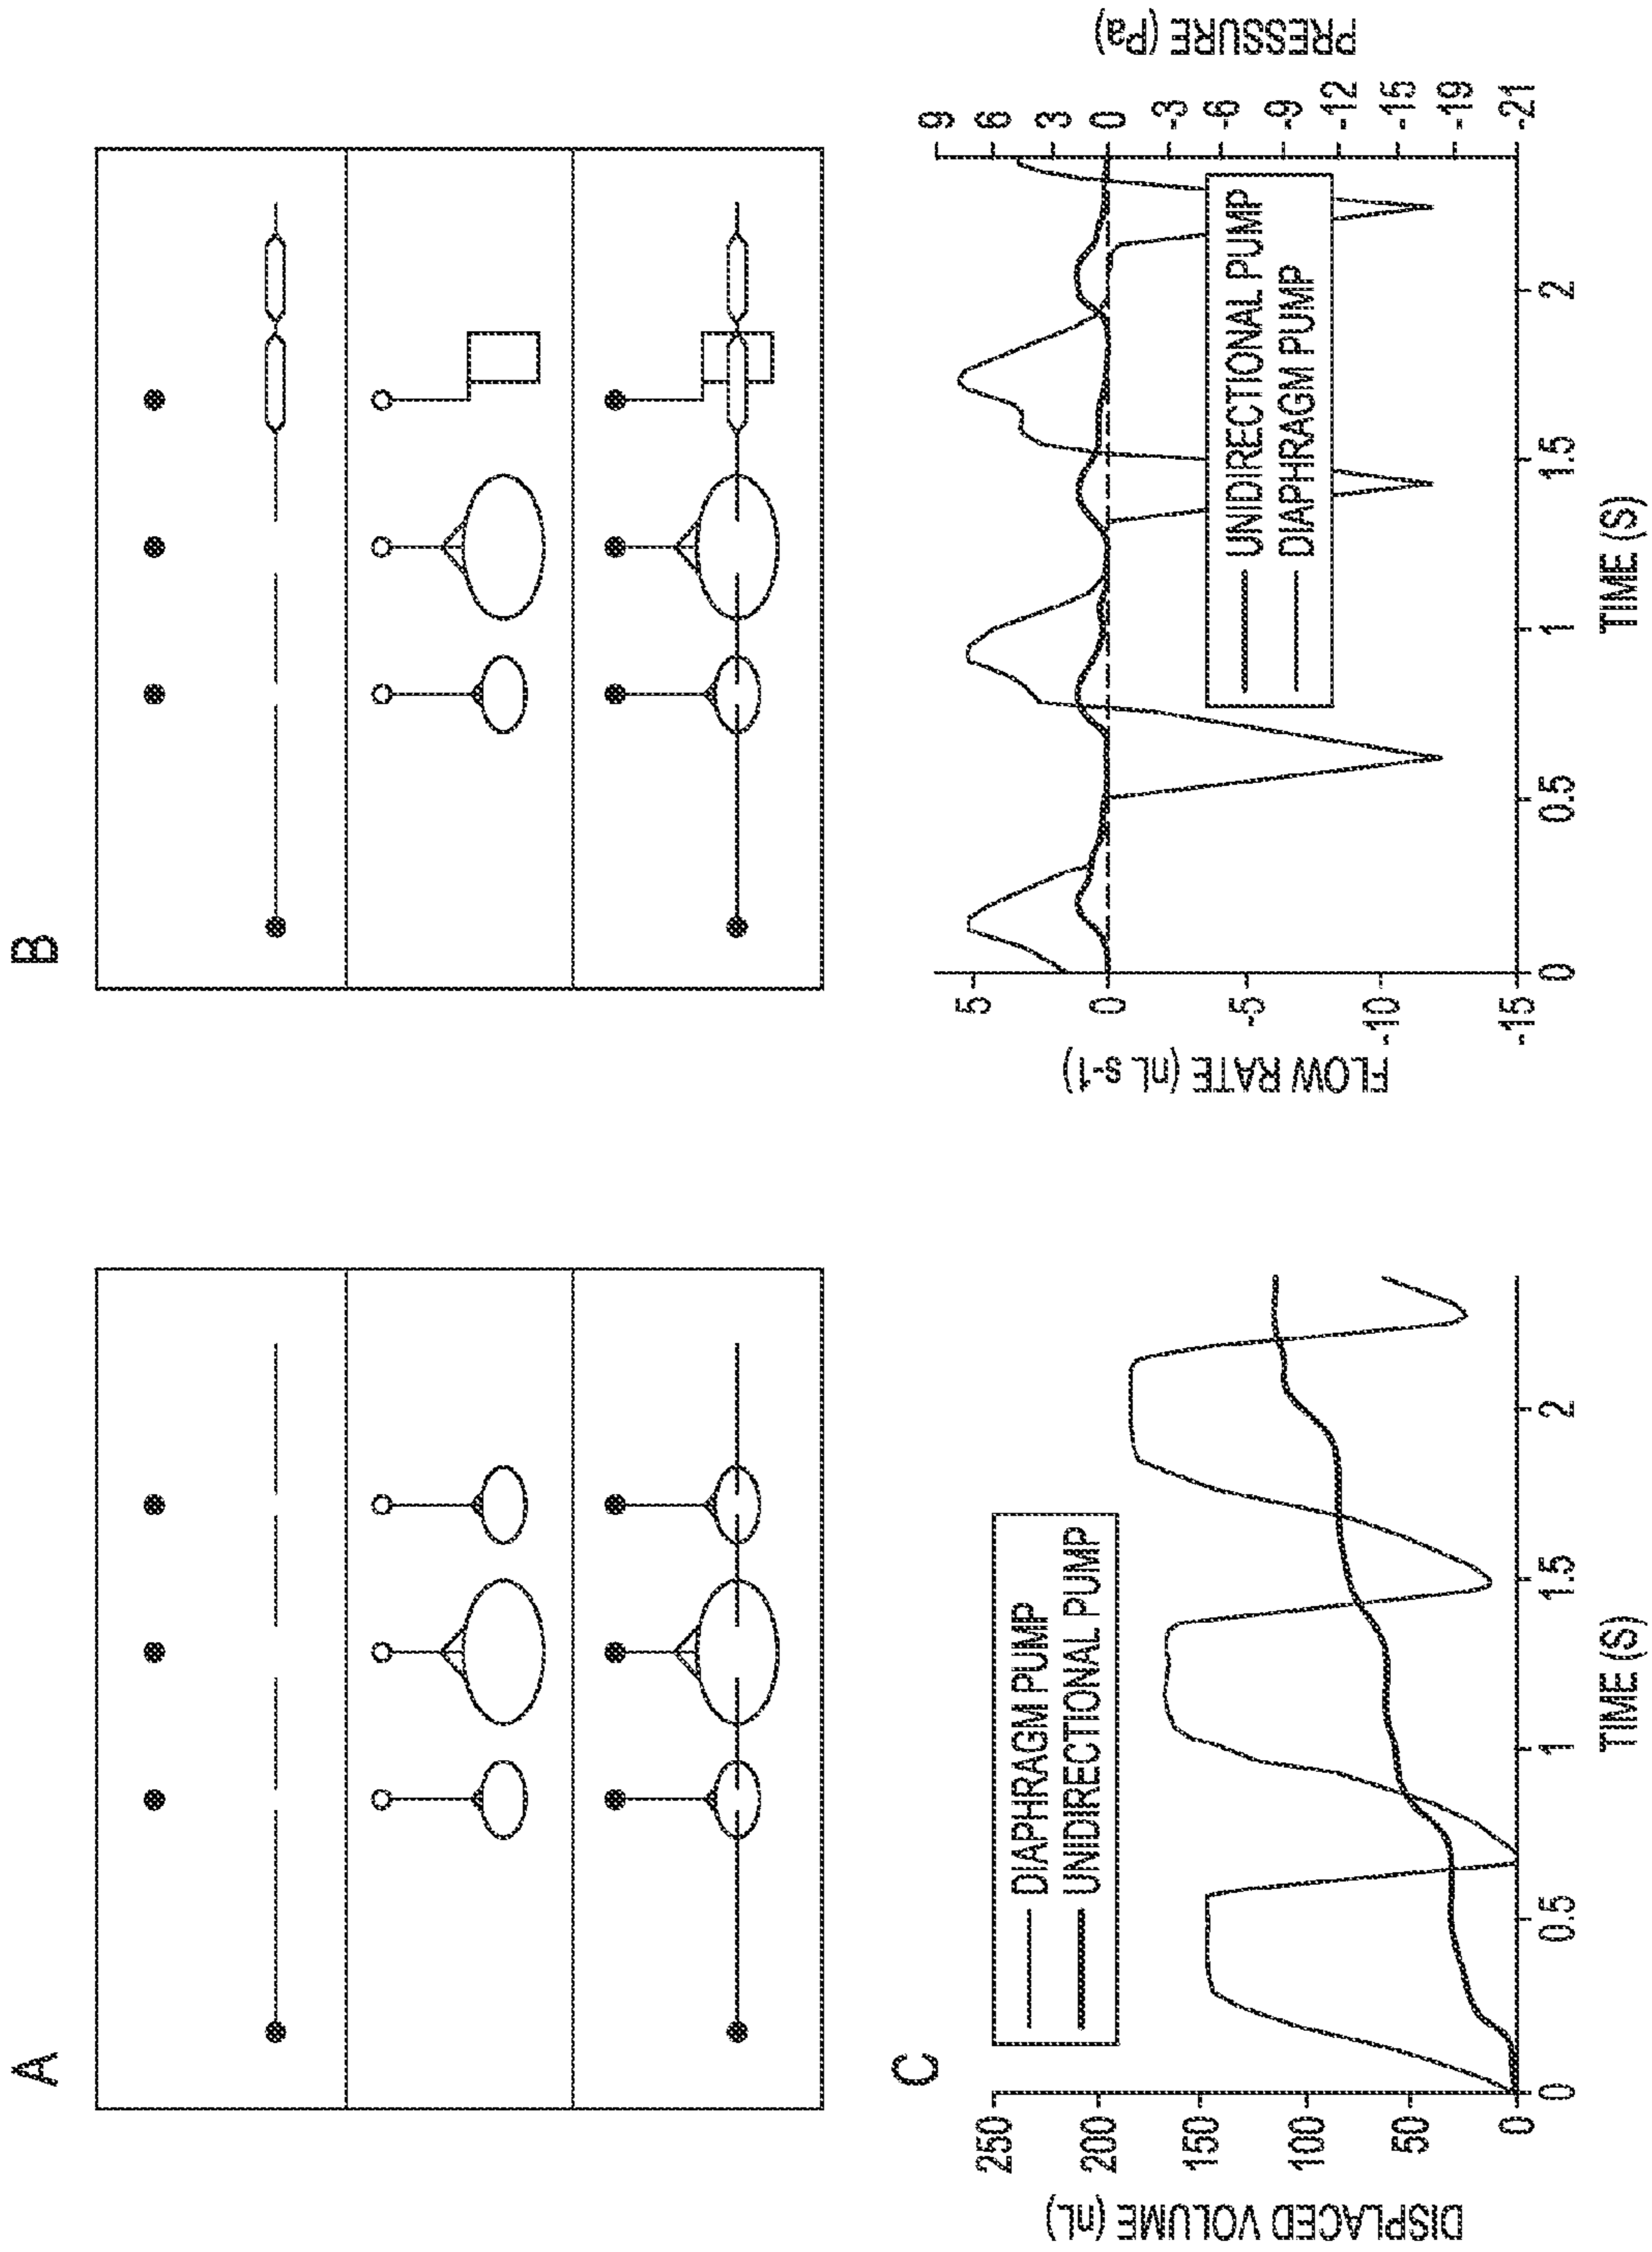 A
B
C
DISPLACED VOLUME (nL)
250
200
150
100
50
0
DIAPHRAGM PUMP
UNIDIRECTIONAL PUMP
0
0.5
1
1.5
2
TIME (S)
FLOW RATE (nL s-1)
5
0
-5
-10
-15
UNIDIRECTIONAL PUMP
DIAPHRAGM PUMP
0
0.5
1
1.5
2
TIME (S)
9
6
3
0
-3
-6
-9
-12
-15
-19
-21
PRESSURE (Pa)